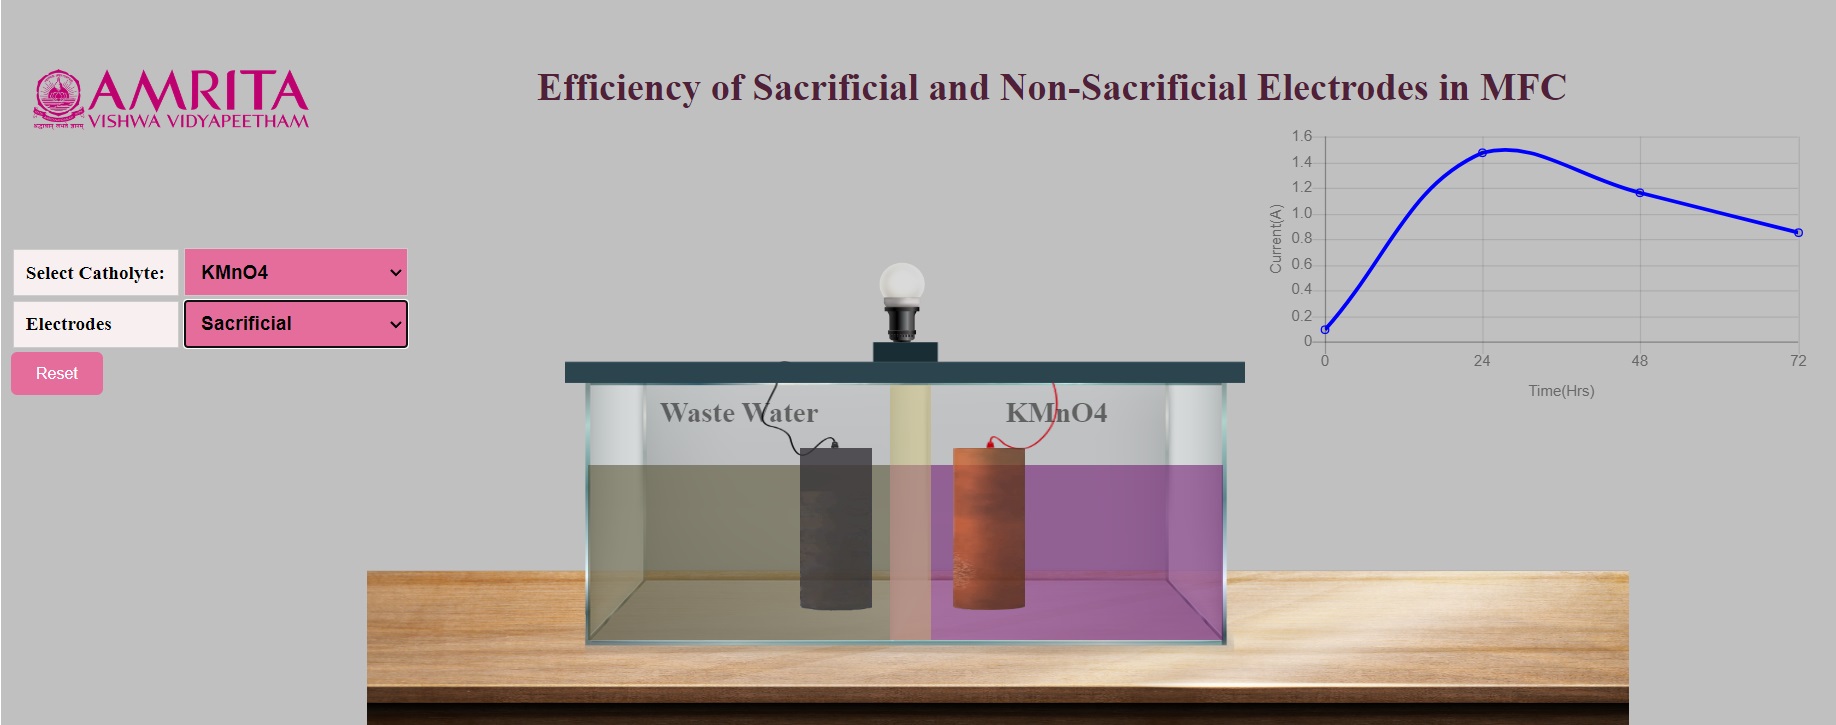 AMRITA
VISHWA VIDYAPEETHAM
Efficiency of Sacrificial and Non-Sacrificial Electrodes in MFC
Select Catholyte:
KMnO4
Electrodes
Sacrificial
Reset
Waste Water
KMnO4
Current(A)
1.6
1.4
1.2
1.0
0.8
0.6
0.4
0.2
0
0 24 48 72
Time(Hrs)